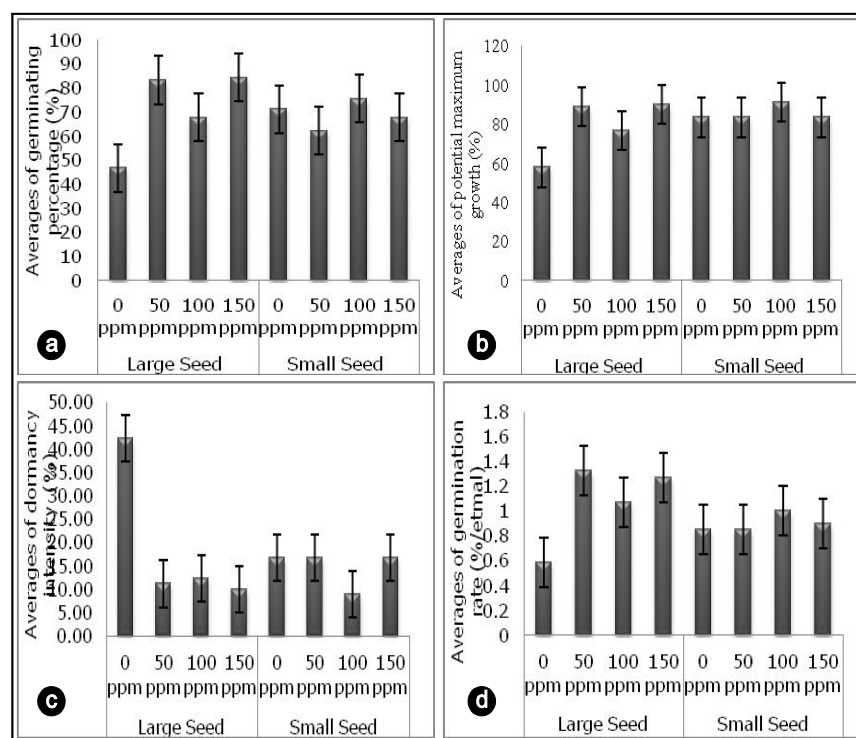 Averages of germinating
percentage (%)
100
90
80
70
60
50
40
30
20
10
0
0 50 100 150 0 50 100 150
ppm ppm ppm ppm ppm ppm ppm ppm
Large Seed Small Seed
a
Averages of potential maximum
growth (%)
120
100
80
60
40
20
0
0 50 100 150 0 50 100 150
ppm ppm ppm ppm ppm ppm ppm ppm
Large Seed Small Seed
b
Averages of dormancy
intensity (%)
50.00
45.00
40.00
35.00
30.00
25.00
20.00
15.00
10.00
5.00
0.00
0 50 100 150 0 50 100 150
ppm ppm ppm ppm ppm ppm ppm ppm
Large Seed Small Seed
c
Averages of germination
rate (%/etmal)
1.8
1.6
1.4
1.2
1
0.8
0.6
0.4
0.2
0
0 50 100 150 0 50 100 150
ppm ppm ppm ppm ppm ppm ppm ppm
Large Seed Small Seed
d